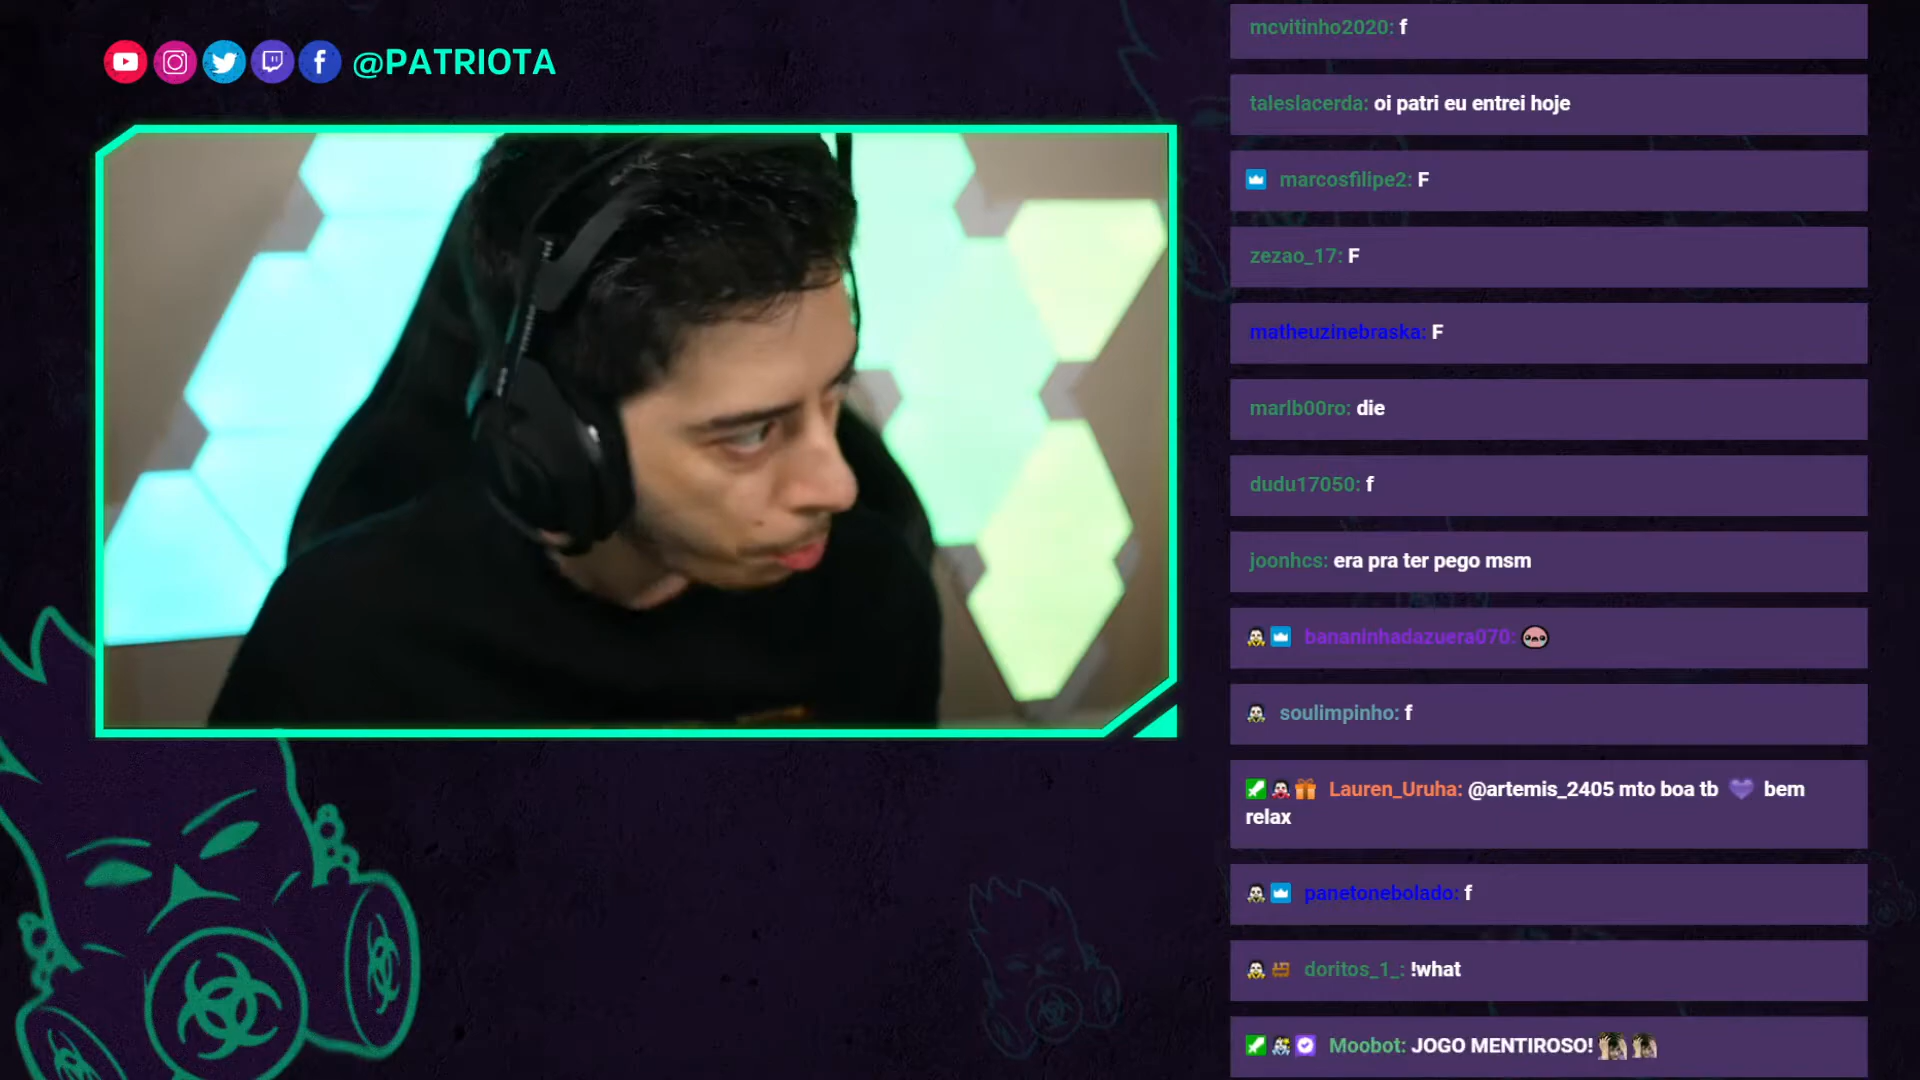 @PATRIOTA
mcvitinho2020: f
taleslacerda: oi patri eu entrei hoje
marcosfilipe2: F
zezao_17: F
matheuzinebraska: F
marlb00ro: die
dudu17050: f
joonhcs: era pra ter pego msm
bananinhadazuera070:
soulimpinho: f
Lauren_Uruha: @artemis_2405 mto boa tb 💜 bem
relax
panetonebolado: f
doritos_1_: !what
Moobot: JOGO MENTIROSO!